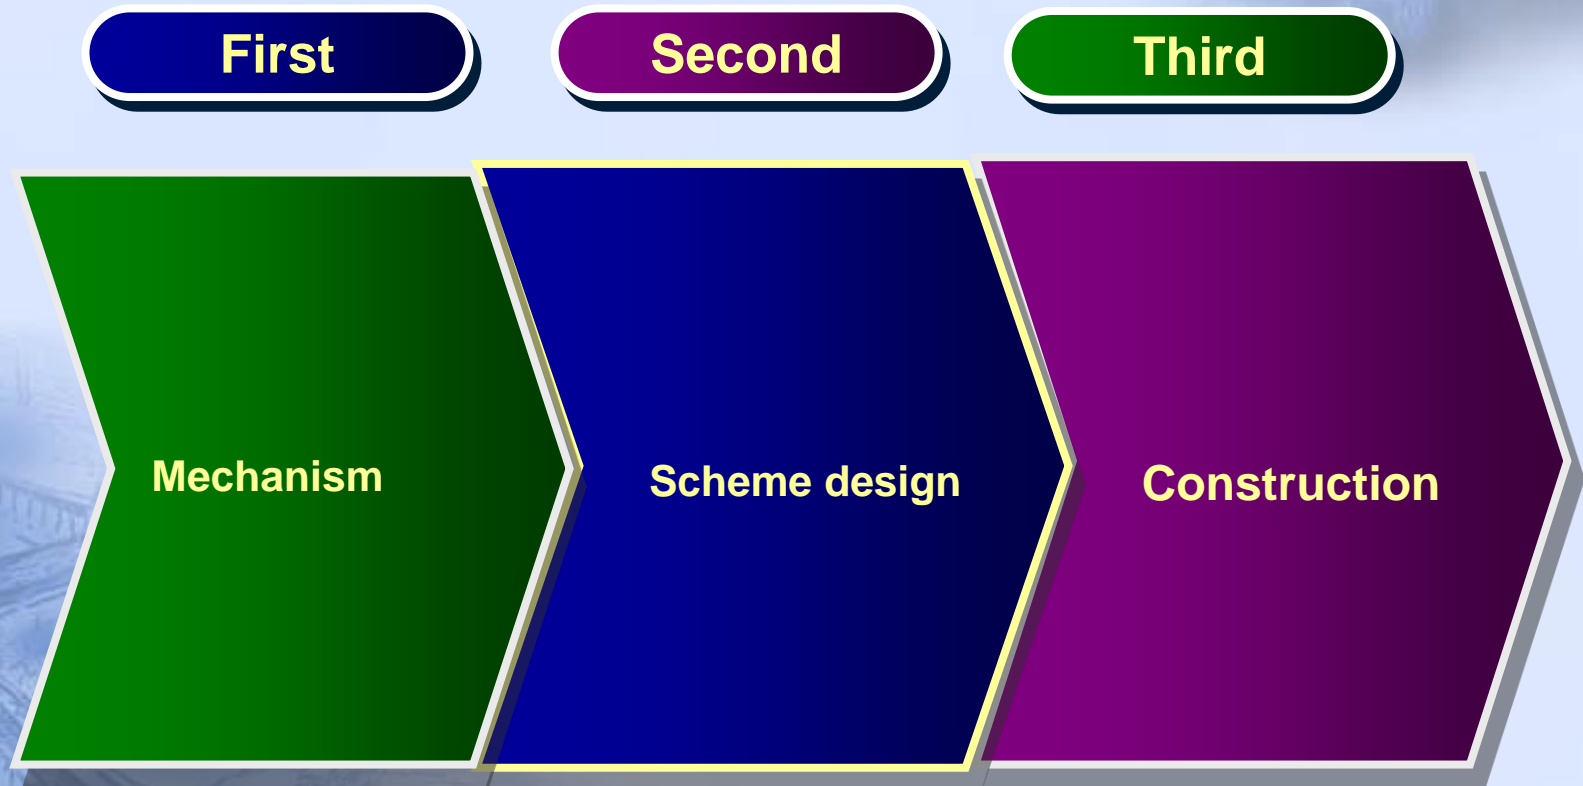 First
Second
Third
Mechanism
Scheme design
Construction